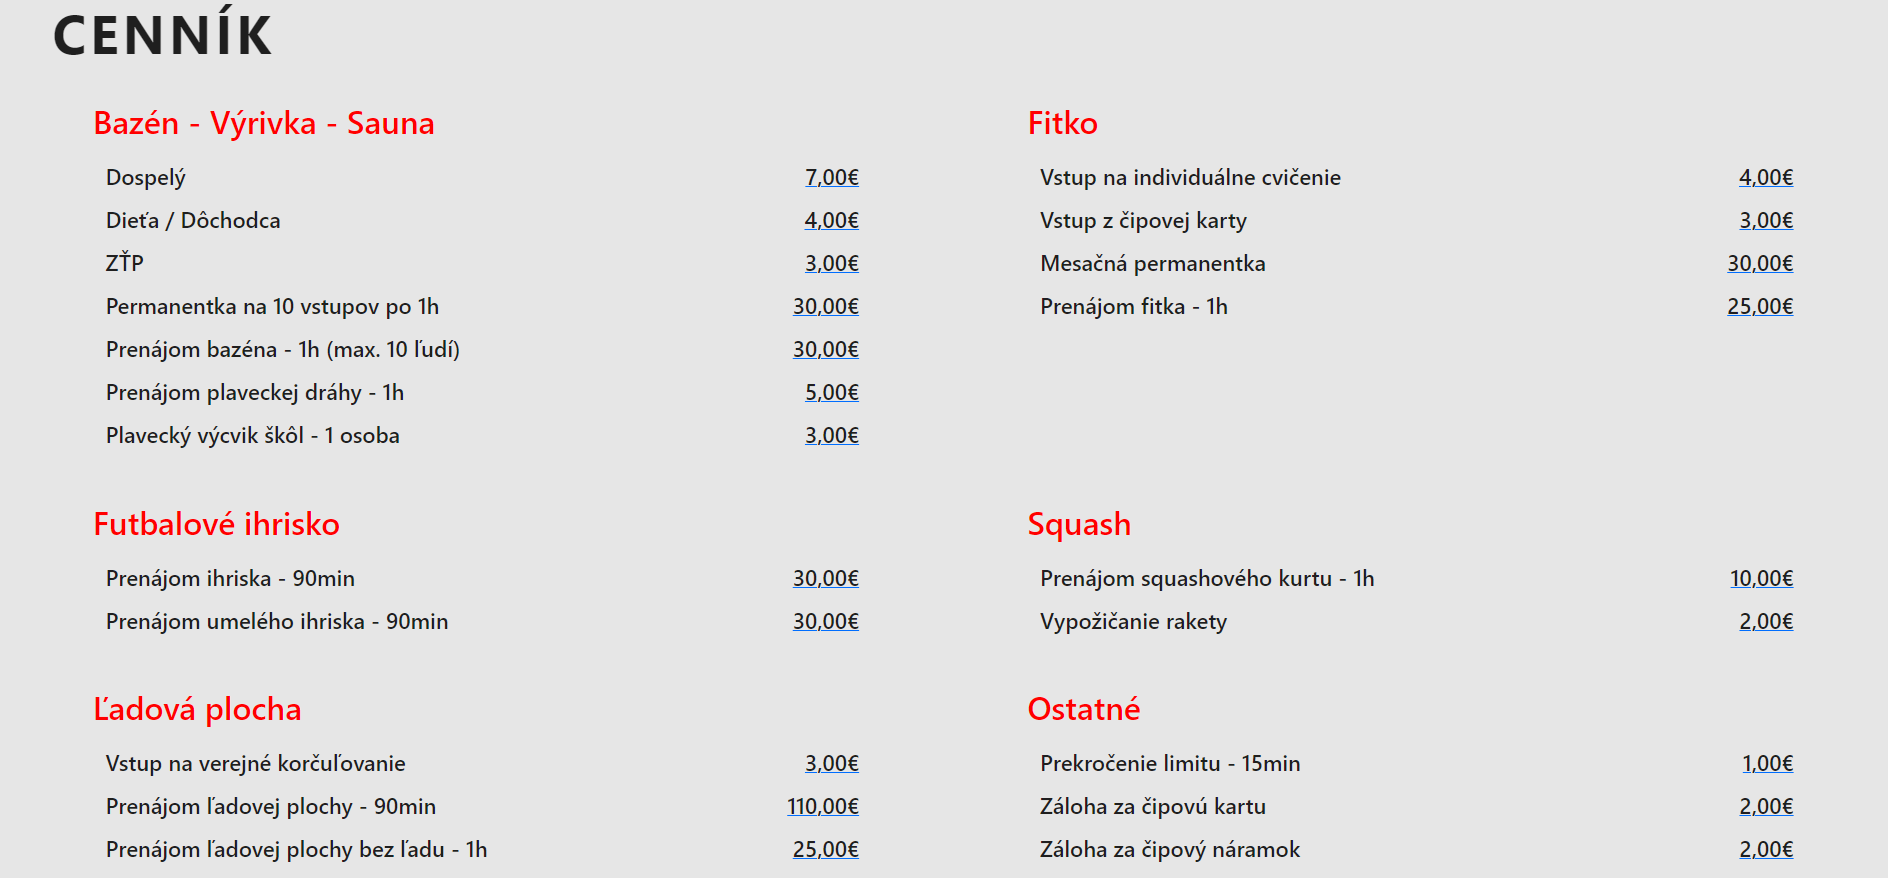 CENNÍK
Bazén - Výrivka - Sauna
Dospelý 7,00€
Dieťa / Dôchodca 4,00€
ZŤP 3,00€
Permanentka na 10 vstupov po 1h 30,00€
Prenájom bazéna - 1h (max. 10 ľudí) 30,00€
Prenájom plaveckej dráhy - 1h 5,00€
Plavecký výcvik škôl - 1 osoba 3,00€
Fitko
Vstup na individuálne cvičenie 4,00€
Vstup z čipovej karty 3,00€
Mesačná permanentka 30,00€
Prenájom fitka - 1h 25,00€
Futbalové ihrisko
Prenájom ihriska - 90min 30,00€
Prenájom umelého ihriska - 90min 30,00€
Squash
Prenájom squashového kurtu - 1h 10,00€
Vypožičanie rakety 2,00€
Ľadová plocha
Vstup na verejné korčuľovanie 3,00€
Prenájom ľadovej plochy - 90min 110,00€
Prenájom ľadovej plochy bez ľadu - 1h 25,00€
Ostatné
Prekročenie limitu - 15min 1,00€
Záloha za čipovú kartu 2,00€
Záloha za čipový náramok 2,00€